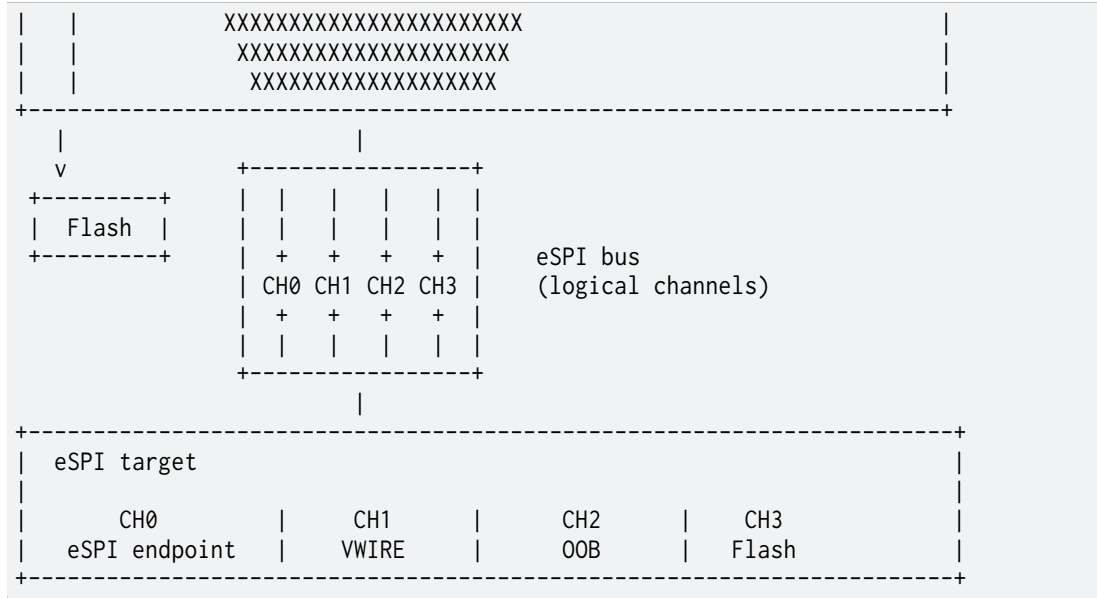 |   |           XXXXXXXXXXXXXXXXXXXXXXX                                |
|   |            XXXXXXXXXXXXXXXXXXXXX                                 |
|   |             XXXXXXXXXXXXXXXXXXX                                  |
+----------------------------------------------------------------------+
   |                      |
   v             +-----------------+
 +---------+     |  |   |   |   |  |
 |  Flash  |     |  |   |   |   |  |
 +---------+     |  +   +   +   +  |    eSPI bus
                 | CH0 CH1 CH2 CH3 |    (logical channels)
                 |  +   +   +   +  |
                 |  |   |   |   |  |
                 +-----------------+
                          |
+-----------------------------------------------------------------------+
|  eSPI target                                                          |
|                                                                       |
|       CH0         |     CH1      |      CH2      |    CH3             |
|   eSPI endpoint   |    VWIRE     |      OOB      |   Flash            |
+-----------------------------------------------------------------------+